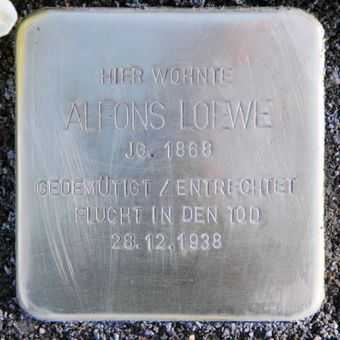 HIER WOHNTE
ALFONS LOEWE
JG. 1868
GEDEMÜTIGT / ENTRECHTET
FLUCHT IN DEN TOD
28.12.1938